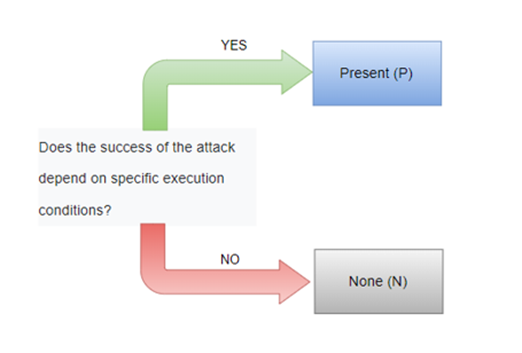 YES
Present (P)
Does the success of the attack
depend on specific execution
conditions?
NO
None (N)